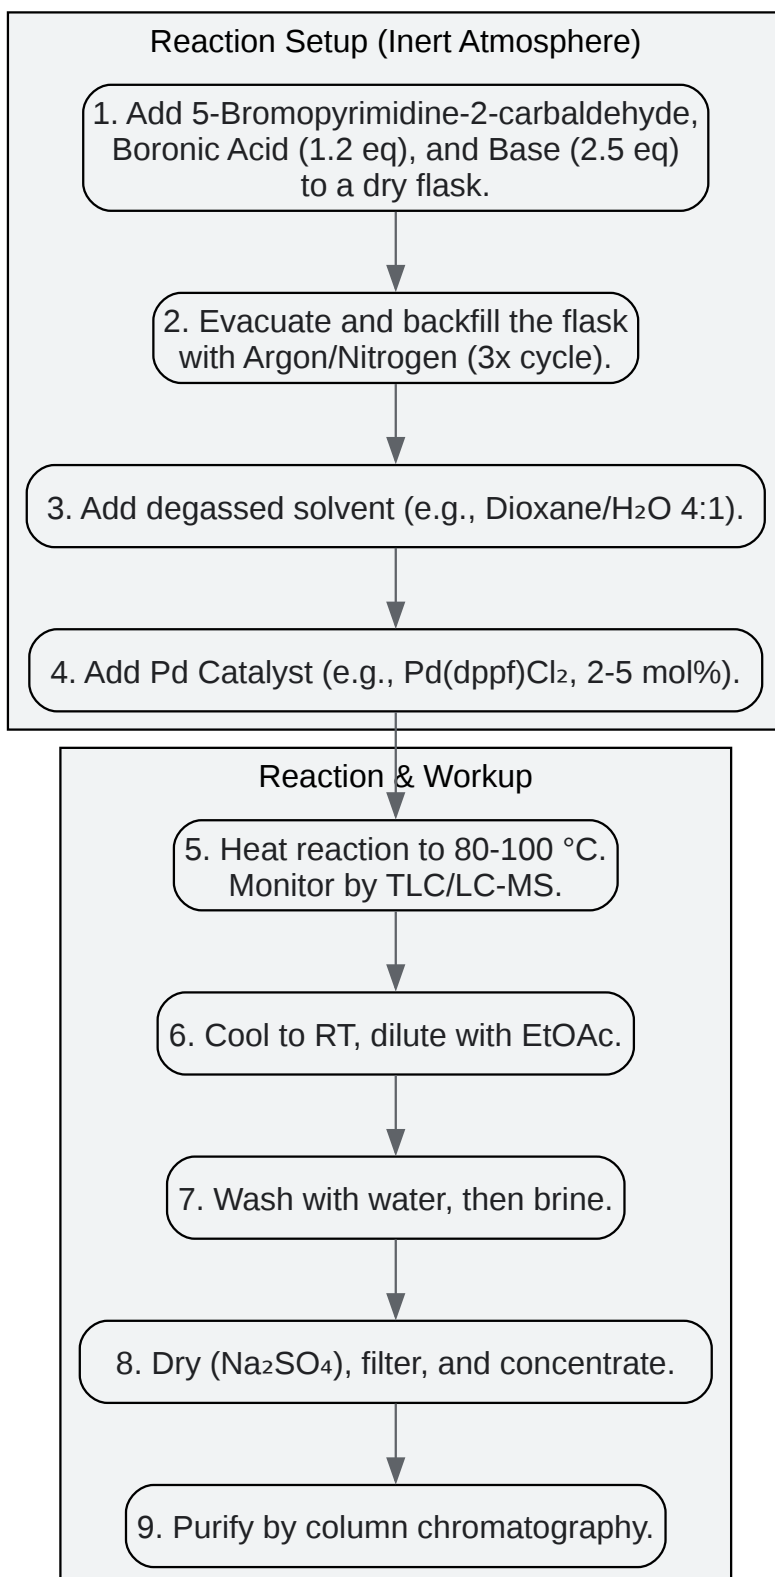 Reaction Setup (Inert Atmosphere)
1. Add 5-Bromopyrimidine-2-carbaldehyde,
Boronic Acid (1.2 eq), and Base (2.5 eq)
to a dry flask.
2. Evacuate and backfill the flask
with Argon/Nitrogen (3x cycle).
3. Add degassed solvent (e.g., Dioxane/H₂O 4:1).
4. Add Pd Catalyst (e.g., Pd(dppf)Cl₂, 2-5 mol%).
Reaction & Workup
5. Heat reaction to 80-100 °C.
Monitor by TLC/LC-MS.
6. Cool to RT, dilute with EtOAc.
7. Wash with water, then brine.
8. Dry (Na₂SO₄), filter, and concentrate.
9. Purify by column chromatography.